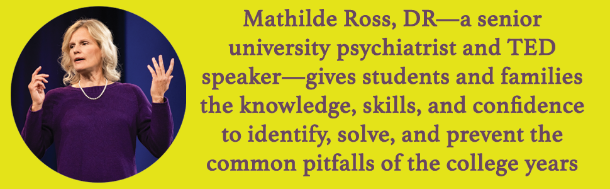 Mathilde Ross, DR—a senior
university psychiatrist and TED
speaker—gives students and families
the knowledge, skills, and confidence
to identify, solve, and prevent the
common pitfalls of the college years